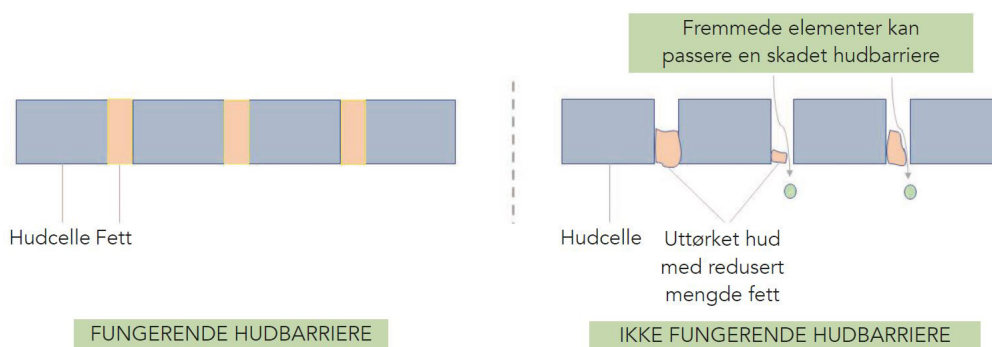 Fremmede elementer kan
passere en skadet hudbarriere
Hudcelle Fett
Hudcelle
Uttørket hud
med redusert
mengde fett
FUNGERENDE HUDBARRIERE
IKKE FUNGERENDE HUDBARRIERE